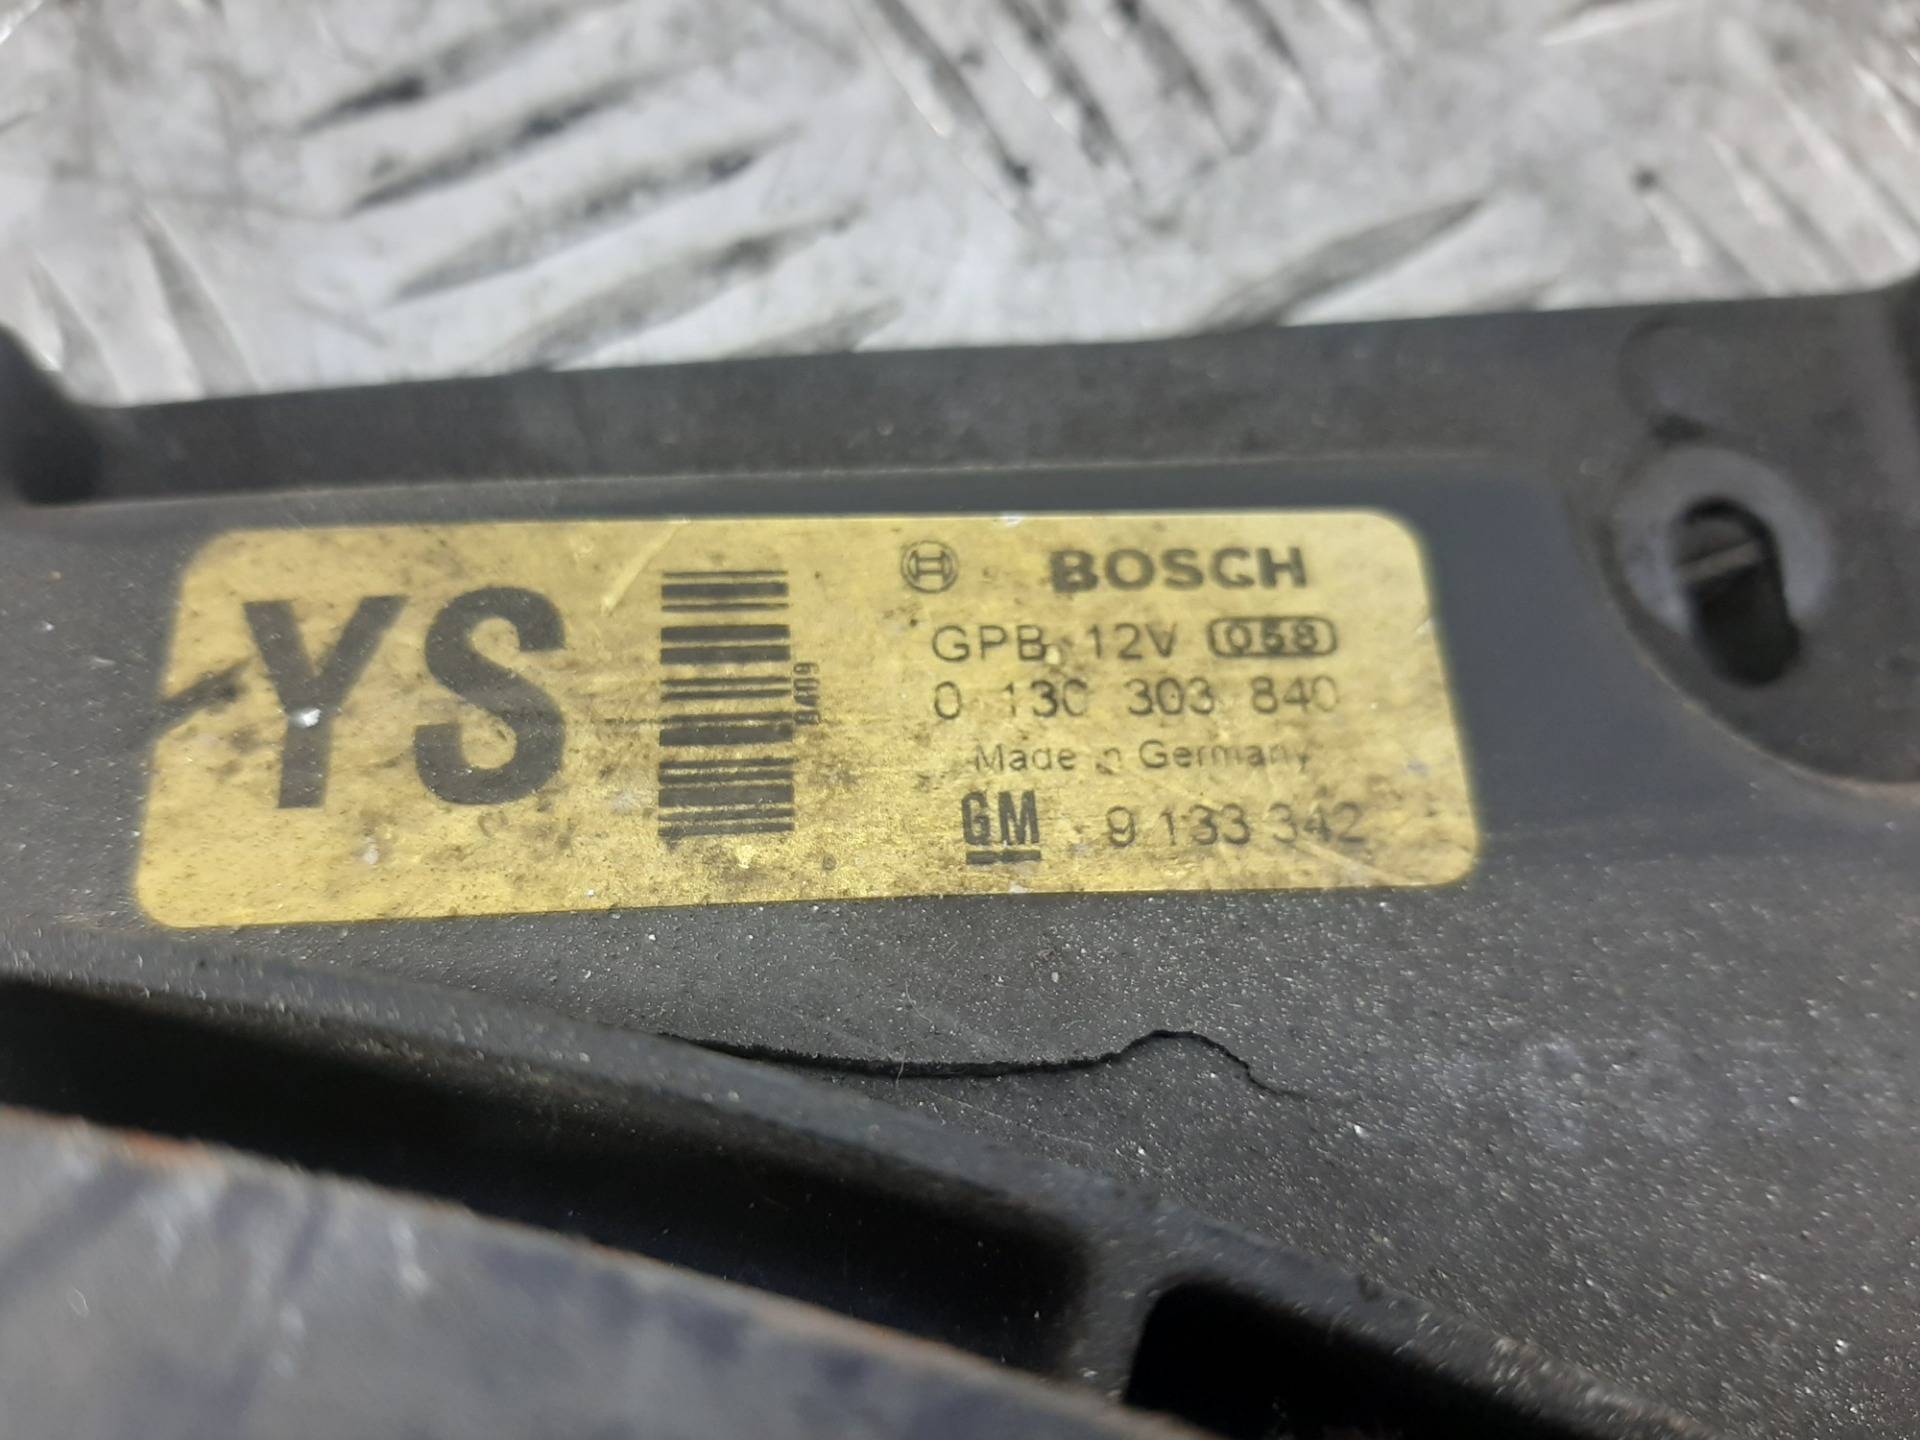 YS
BOSCH
GPB 12V 058
0 130 303 840
Made in Germany
GM 9 133 342